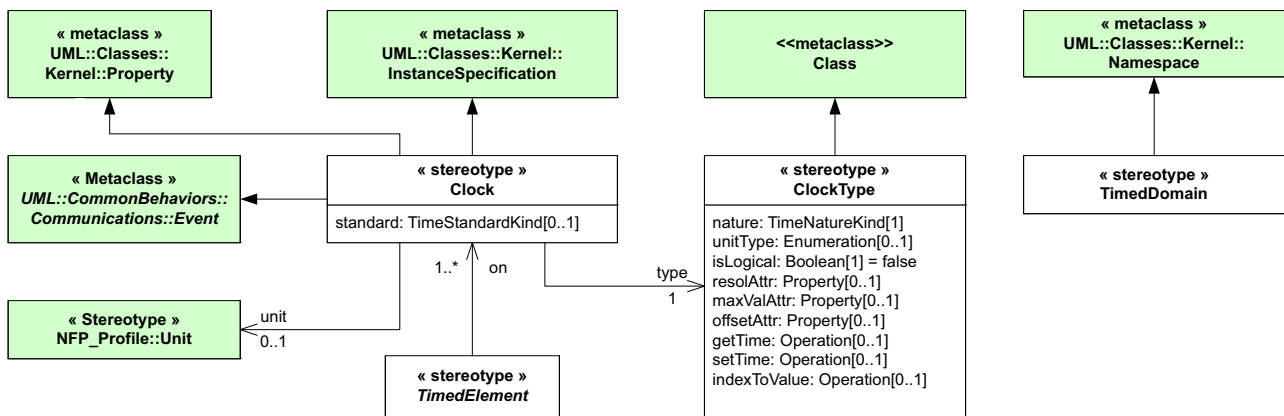 « metaclass »
UML::Classes::
Kernel::Property
« metaclass »
UML::Classes::Kernel::
InstanceSpecification
<<metaclass>>
Class
« metaclass »
UML::Classes::Kernel::
Namespace
« Metaclass »
UML::CommonBehaviors::
Communications::Event
« stereotype »
Clock
standard: TimeStandardKind[0..1]
« stereotype »
ClockType
nature: TimeNatureKind[1]
unitType: Enumeration[0..1]
isLogical: Boolean[1] = false
resolAttr: Property[0..1]
maxValAttr: Property[0..1]
offsetAttr: Property[0..1]
getTime: Operation[0..1]
setTime: Operation[0..1]
indexToValue: Operation[0..1]
« stereotype »
TimedDomain
1..*
on
type
1
« Stereotype »
NFP_Profile::Unit
unit
0..1
« stereotype »
TimedElement